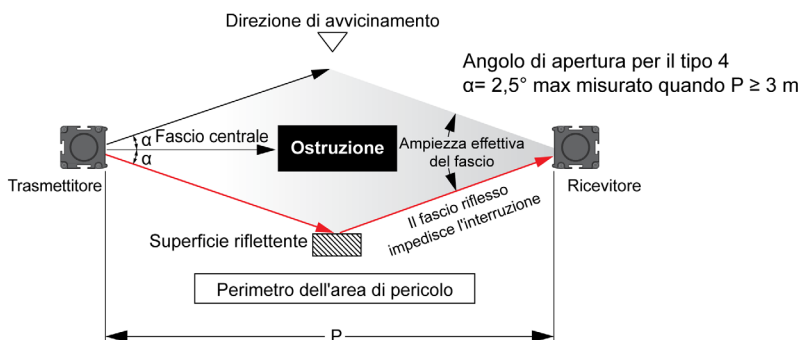 Direzione di avvicinamento
Angolo di apertura per il tipo 4
α= 2,5° max misurato quando P ≥ 3 m
α
Fascio centrale
α
Ostruzione
Ampiezza effettiva
del fascio
Trasmettitore
Ricevitore
Il fascio riflesso
impedisce l'interruzione
Superficie riflettente
Perimetro dell'area di pericolo
P